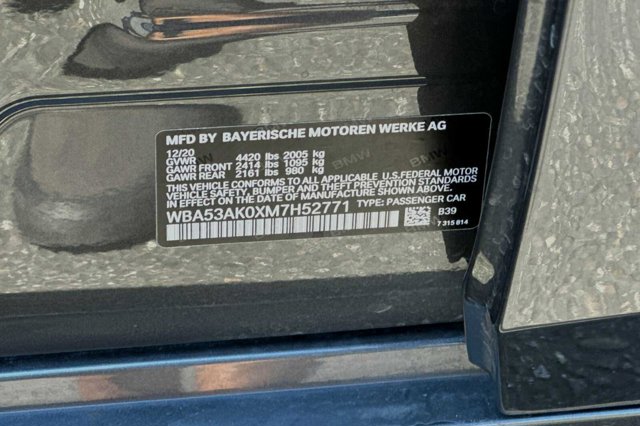 MFD BY BAYERISCHE MOTOREN WERKE AG
12/20
GVWR 4420 lbs 2005 kg
GAWR FRONT 2414 lbs 1095 kg
GAWR REAR 2161 lbs 980 kg
THIS VEHICLE CONFORMS TO ALL APPLICABLE U.S.FEDERAL MOTOR
VEHICLE SAFETY, BUMPER AND THEFT PREVENTION STANDARDS
IN EFFECT ON THE DATE OF MANUFACTURE SHOWN ABOVE.
WBA53AK0XM7H52771 TYPE: PASSENGER CAR
B39
7 315 814